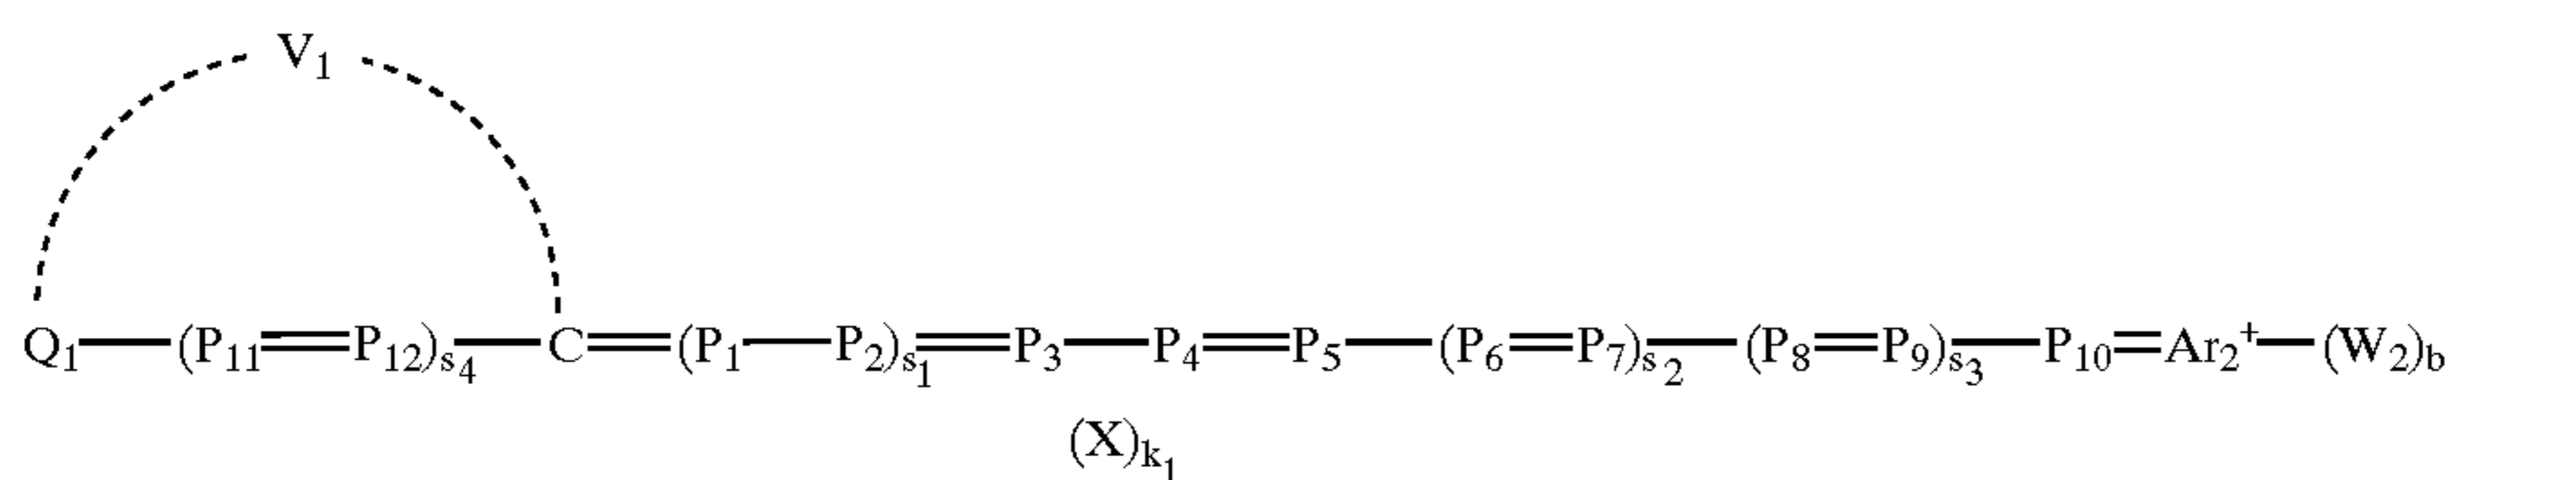 V₁
Q₁—(P₁₁=P₁₂)s₄—C=(P₁—P₂)s₁=P₃—P₄=P₅—(P₆=P₇)s₂—(P₈=P₉)s₃—P₁₀=Ar₂⁺—(W₂)b
(X)k₁